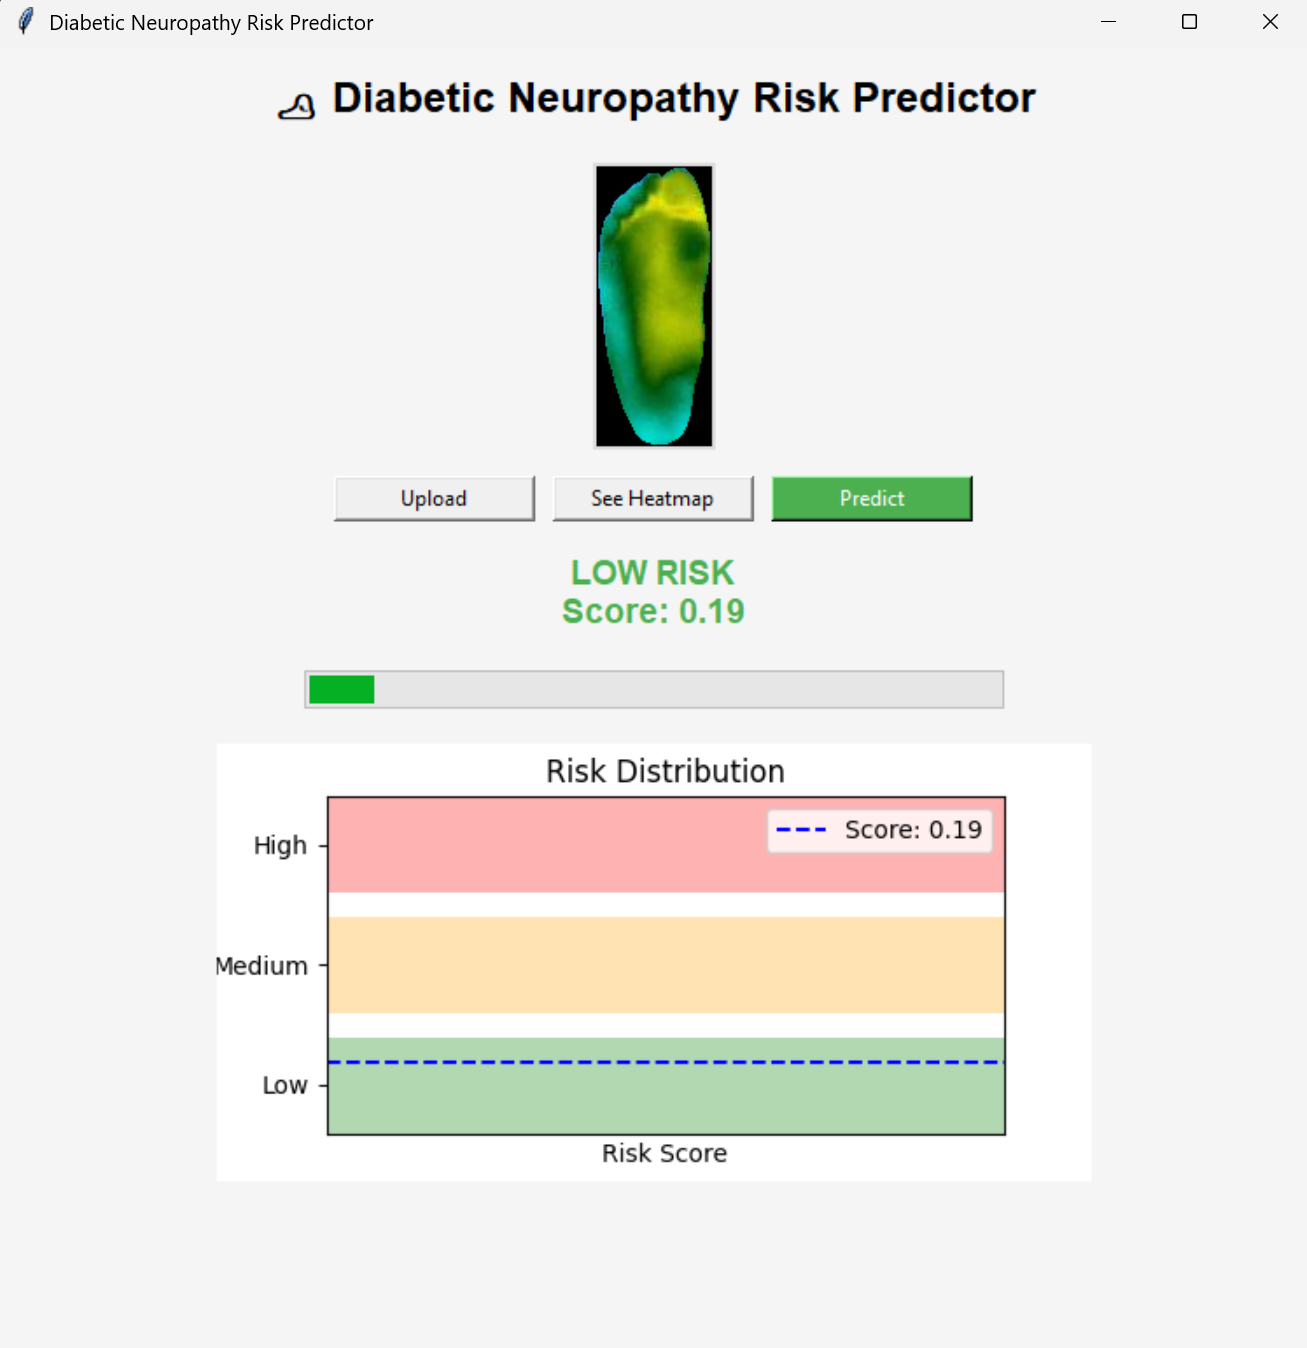 Diabetic Neuropathy Risk Predictor
Diabetic Neuropathy Risk Predictor
Upload See Heatmap Predict
LOW RISK
Score: 0.19
Risk Distribution
Score: 0.19
High
Medium
Low
Risk Score